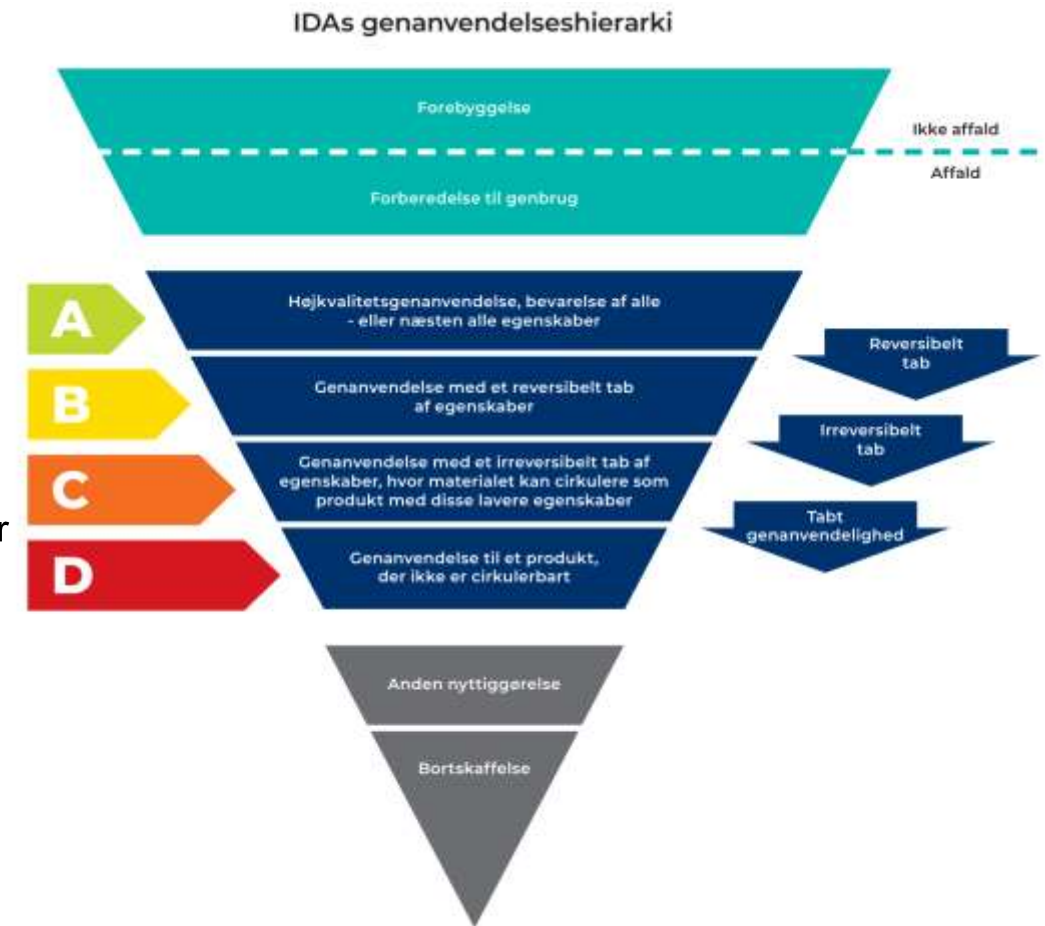 IDAs genanvendelseshierarki
Forebyggelse
Ikke affald
Affald
Forberedelse til genbrug
A
Højkvalitetsgenanvendelse, bevarelse af alle
- eller næsten alle egenskaber
Reversibelt
tab
B
Genanvendelse med et reversibelt tab
af egenskaber
Irreversibelt
tab
C
Genanvendelse med et irreversibelt tab af
egenskaber, hvor materialet kan cirkulere som
produkt med disse lavere egenskaber
r
Tabt
genanvendelighed
D
Genanvendelse til et produkt,
der ikke er cirkulerbart
Anden nyttiggørelse
Bortskaffelse